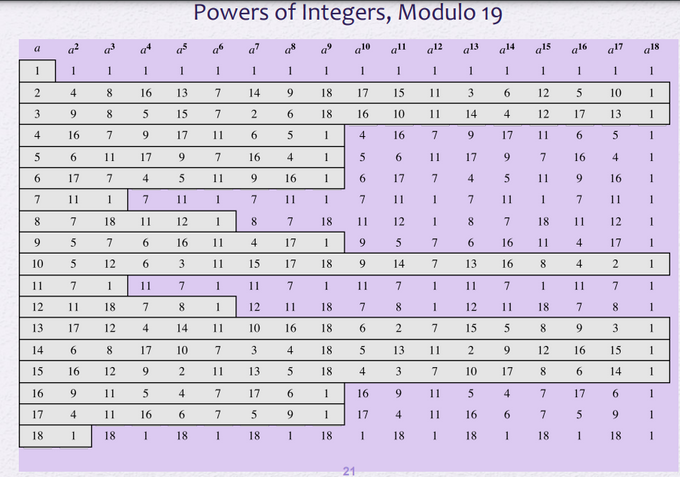 Powers of Integers, Modulo 19
a a² a³ a⁴ a⁵ a⁶ a⁷ a⁸ a⁹ a¹⁰ a¹¹ a¹² a¹³ a¹⁴ a¹⁵ a¹⁶ a¹⁷ a¹⁸
1 1 1 1 1 1 1 1 1 1 1 1 1 1 1 1 1 1
2 4 8 16 13 7 14 9 18 17 15 11 3 6 12 5 10 1
3 9 8 5 15 7 2 6 18 16 10 11 14 4 12 17 13 1
4 16 7 9 17 11 6 5 1 4 16 7 9 17 11 6 5 1
5 6 11 17 9 7 16 4 1 5 6 11 17 9 7 16 4 1
6 17 7 4 5 11 9 16 1 6 17 7 4 5 11 9 16 1
7 11 1 7 11 1 7 11 1 7 11 1 7 11 1 7 11 1
8 7 18 11 12 1 8 7 18 11 12 1 8 7 18 11 12 1
9 5 7 6 16 11 4 17 1 9 5 7 6 16 11 4 17 1
10 5 12 6 3 11 15 17 18 9 14 7 13 16 8 4 2 1
11 7 1 11 7 1 11 7 1 11 7 1 11 7 1 11 7 1
12 11 18 7 8 1 12 11 18 7 8 1 12 11 18 7 8 1
13 17 12 4 14 11 10 16 18 6 2 7 15 5 8 9 3 1
14 6 8 17 10 7 3 4 18 5 13 11 2 9 12 16 15 1
15 16 12 9 2 11 13 5 18 4 3 7 10 17 8 6 14 1
16 9 11 5 4 7 17 6 1 16 9 11 5 4 7 17 6 1
17 4 11 16 6 7 5 9 1 17 4 11 16 6 7 5 9 1
18 1 18 1 18 1 18 1 18 1 18 1 18 1 18 1 18 1
21